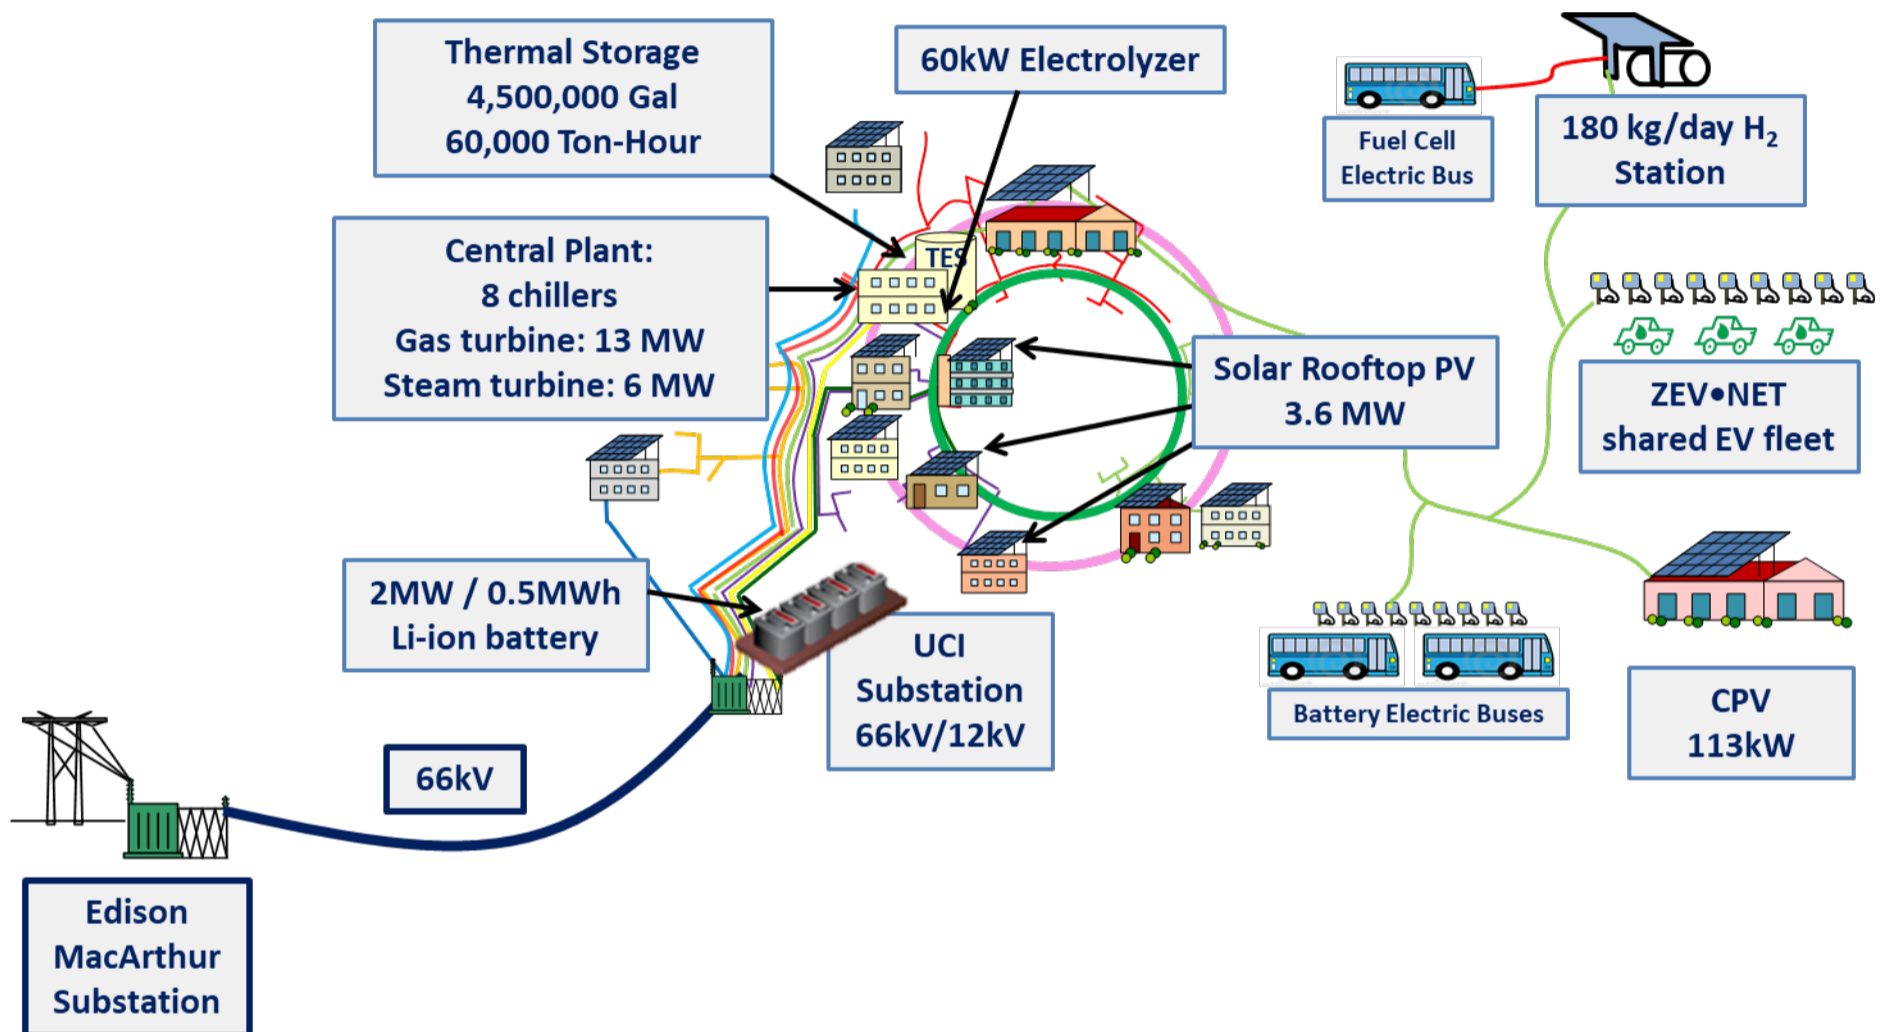 Thermal Storage
4,500,000 Gal
60,000 Ton-Hour
60kW Electrolyzer
Fuel Cell
Electric Bus
180 kg/day H₂
Station
Central Plant:
8 chillers
Gas turbine: 13 MW
Steam turbine: 6 MW
TES
Solar Rooftop PV
3.6 MW
ZEV•NET
shared EV fleet
2MW / 0.5MWh
Li-ion battery
UCI
Substation
66kV/12kV
Battery Electric Buses
CPV
113kW
66kV
Edison
MacArthur
Substation